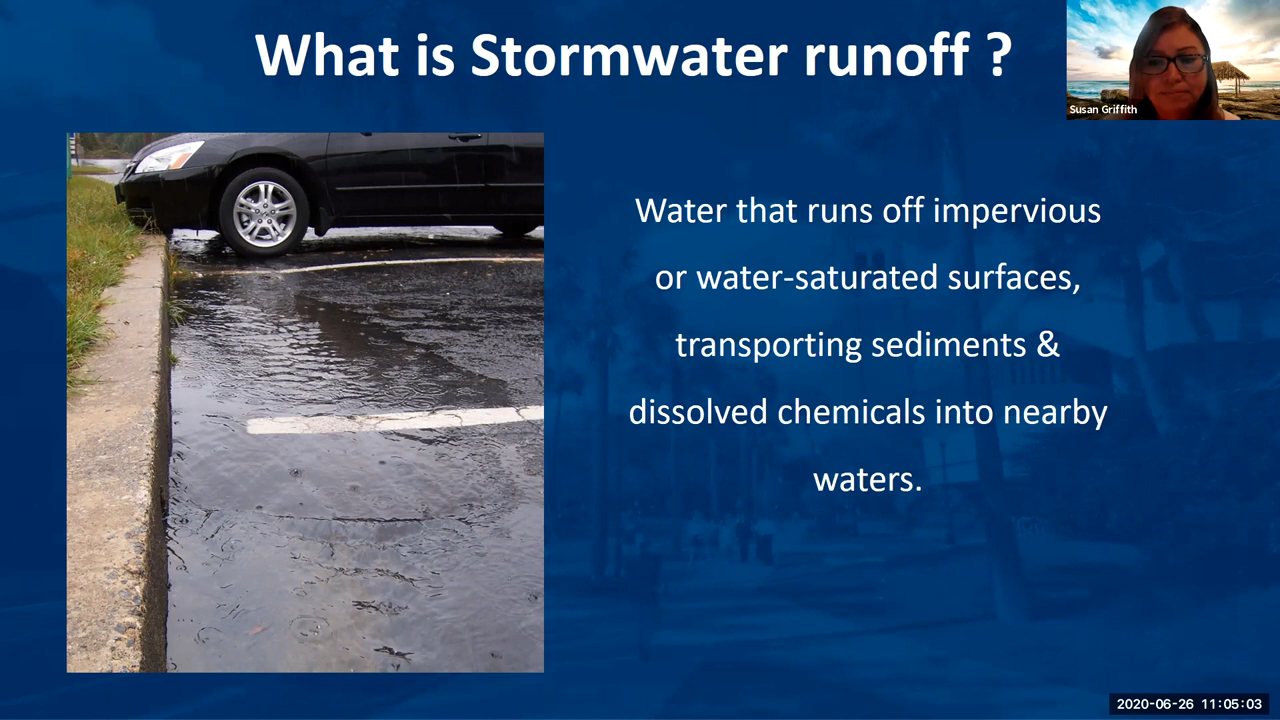 What is Stormwater runoff ?
Susan Griffith
Water that runs off impervious
or water-saturated surfaces,
transporting sediments &
dissolved chemicals into nearby
waters.
2020-06-26 11:05:03